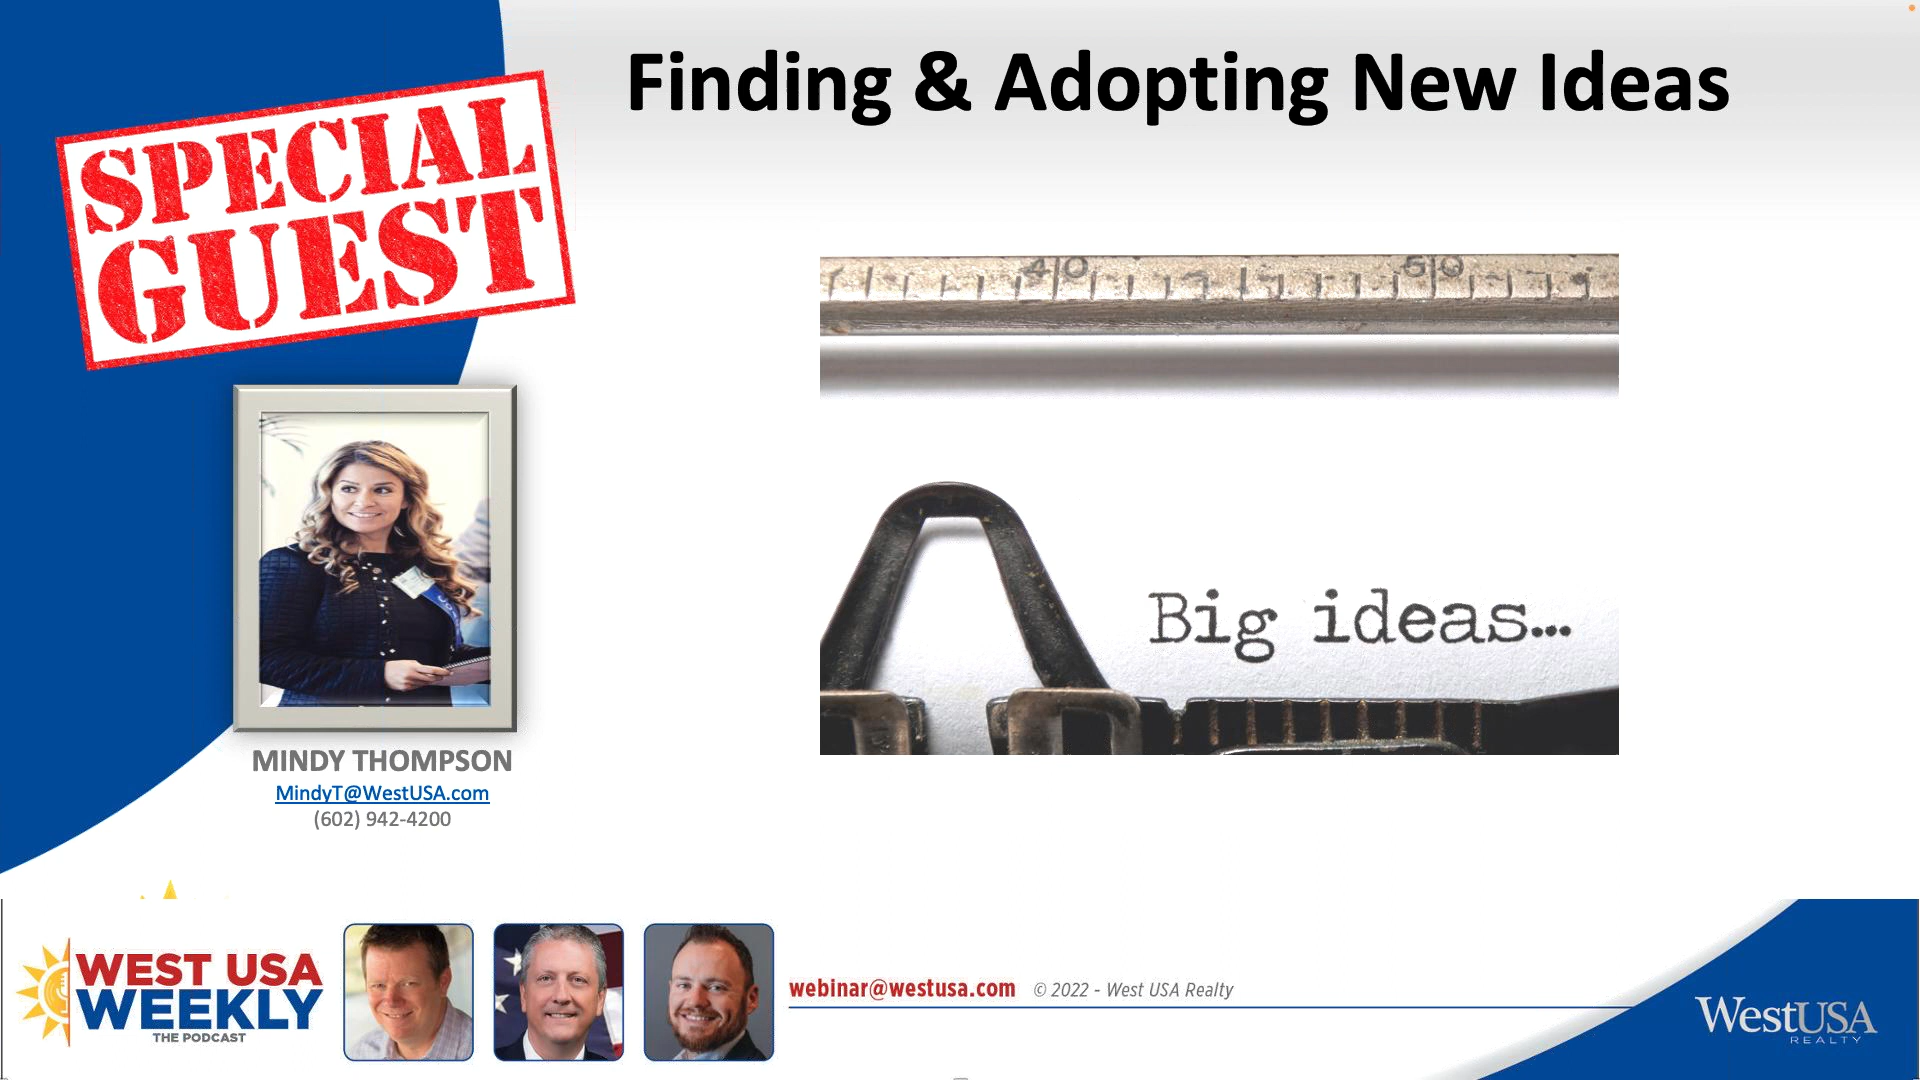 Finding & Adopting New Ideas
SPECIAL
GUEST
40 50
Big ideas...
MINDY THOMPSON
MindyT@WestUSA.com
(602) 942-4200
WEST USA
WEEKLY
THE PODCAST
webinar@westusa.com © 2022 - West USA Realty
WestUSA
REALTY